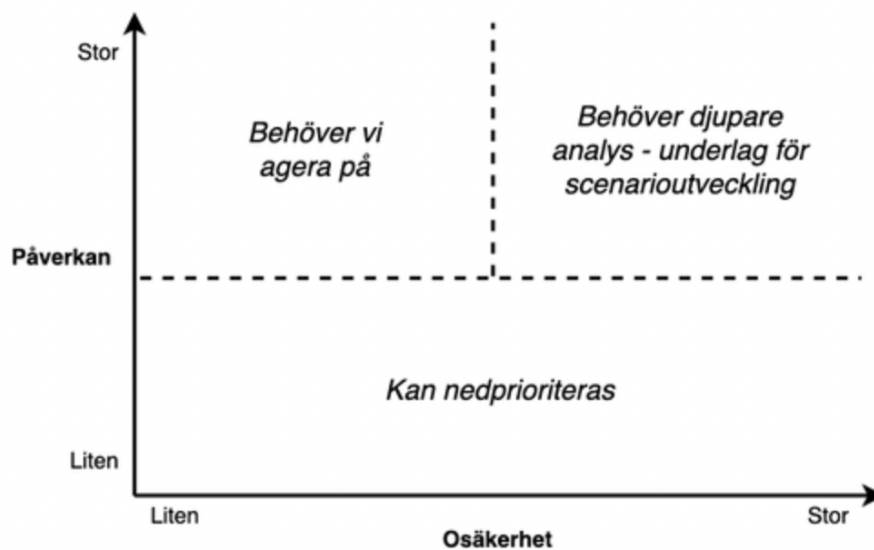 Stor
Behöver vi
agera på
Behöver djupare
analys - underlag för
scenarioutveckling
Påverkan
Kan nedprioriteras
Liten
Liten
Stor
Osäkerhet